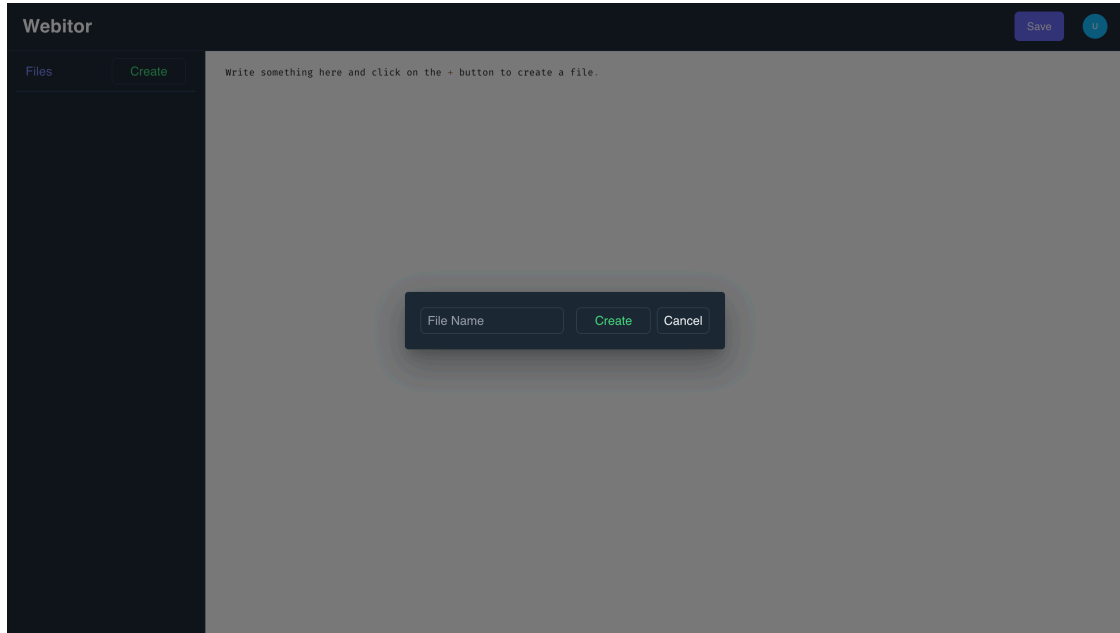 Webitor
Save
U
Files
Create
Write something here and click on the + button to create a file.
File Name
Create
Cancel